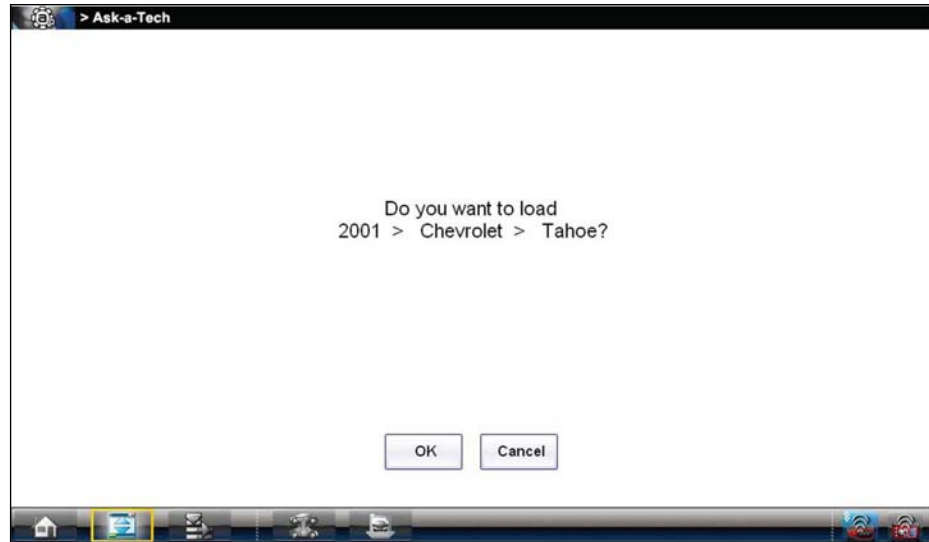 > Ask-a-Tech
Do you want to load
2001 > Chevrolet > Tahoe?
OK
Cancel